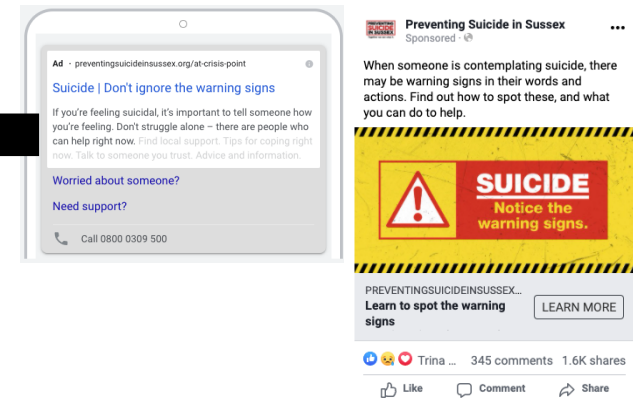 Ad · preventingsuicideinsussex.org/at-crisis-point
Suicide | Don't ignore the warning signs
If you're feeling suicidal, it's important to tell someone how
you're feeling. Don't struggle alone – there are people who
can help right now. Find local support. Tips for coping right
now. Talk to someone you trust. Advice and information.
Worried about someone?
Need support?
Call 0800 0309 500
PREVENTING
SUICIDE
IN SUSSEX
Preventing Suicide in Sussex
Sponsored ·
When someone is contemplating suicide, there
may be warning signs in their words and
actions. Find out how to spot these, and what
you can do to help.
SUICIDE
Notice the
warning signs.
PREVENTINGSUICIDEINSUSSEX...
Learn to spot the warning
signs
LEARN MORE
Trina ... 345 comments 1.6K shares
Like Comment Share